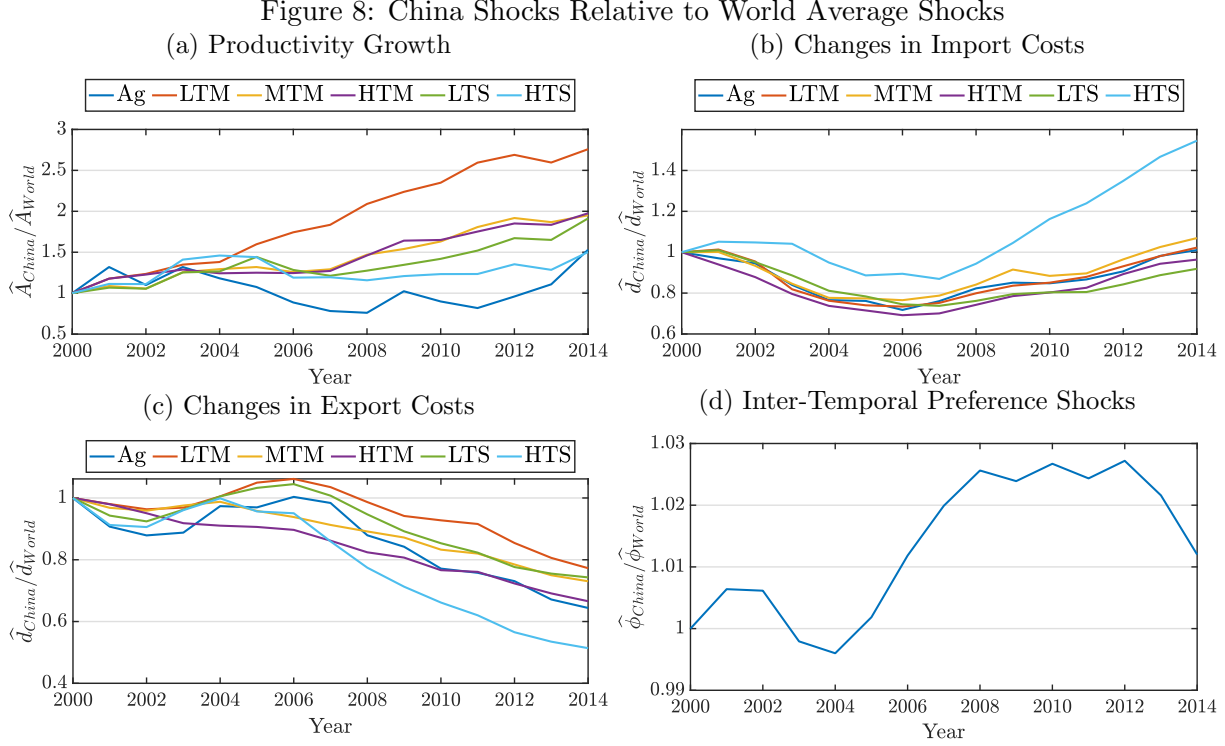 Figure 8: China Shocks Relative to World Average Shocks
(a) Productivity Growth
Ag LTM MTM HTM LTS HTS
3
2.5
2
1.5
1
0.5
2000 2002 2004 2006 2008 2010 2012 2014
Year
Â_China/Â_World
(b) Changes in Import Costs
Ag LTM MTM HTM LTS HTS
1.4
1.2
1
0.8
0.6
2000 2002 2004 2006 2008 2010 2012 2014
Year
d̂_China/d̂_World
(c) Changes in Export Costs
Ag LTM MTM HTM LTS HTS
1
0.8
0.6
0.4
2000 2002 2004 2006 2008 2010 2012 2014
Year
d̂_China/d̂_World
(d) Inter-Temporal Preference Shocks
1.03
1.02
1.01
1
0.99
2000 2002 2004 2006 2008 2010 2012 2014
Year
ϕ̂_China/ϕ̂_World